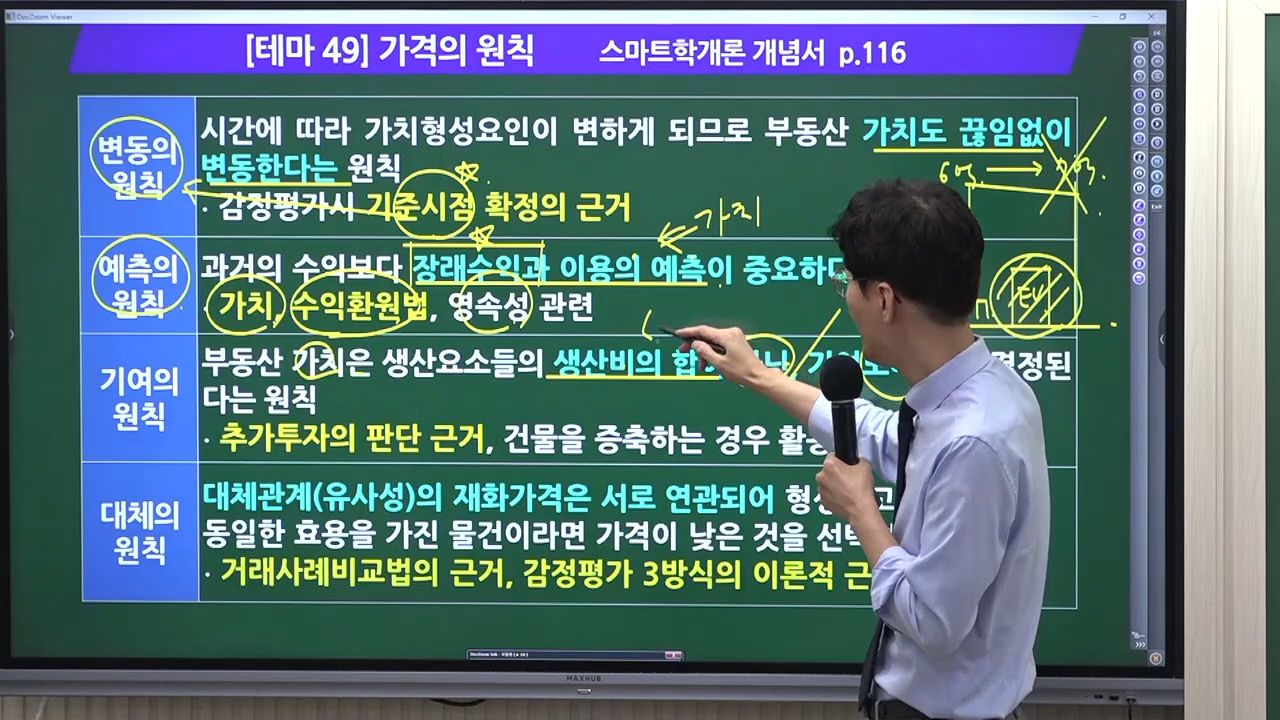 DocZoom Viewer
[테마 49] 가격의 원칙 스마트학개론 개념서 p.116
변동의
원칙
시간에 따라 가치형성요인이 변하게 되므로 부동산 가치도 끊임없이
변동한다는 원칙
· 감정평가시 기준시점 확정의 근거
6억
가치
예측의
원칙
과거의 수익보다 장래수익과 이용의 예측이 중요하다
· 가치, 수익환원법, 영속성 관련
EV
기여의
원칙
부동산 가치은 생산요소들의 생산비의 합 결정된
다는 원칙
· 추가투자의 판단 근거, 건물을 증축하는 경우
대체의
원칙
대체관계(유사성)의 재화가격은 서로 연관되어
동일한 효용을 가진 물건이라면 가격이 낮은 것을
· 거래사례비교법의 근거, 감정평가 3방식의 이론적
MAXHUB